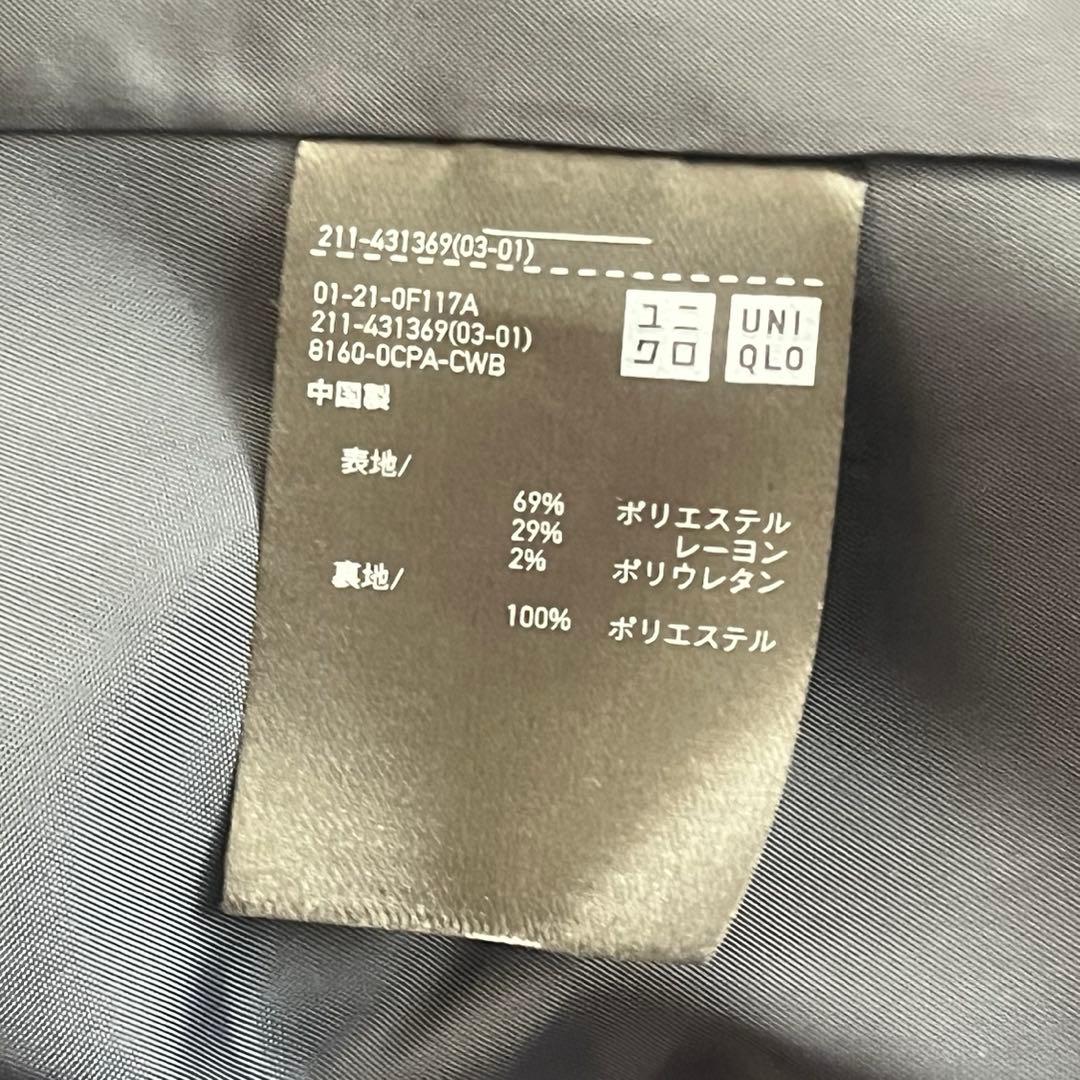 211-431369(03-01)
01-21-0F117A
211-431369(03-01)
8160-0CPA-CWB
中国製
ユニ
クロ
UNI
QLO
表地/
69% ポリエステル
29% レーヨン
2% ポリウレタン
裏地/
100% ポリエステル